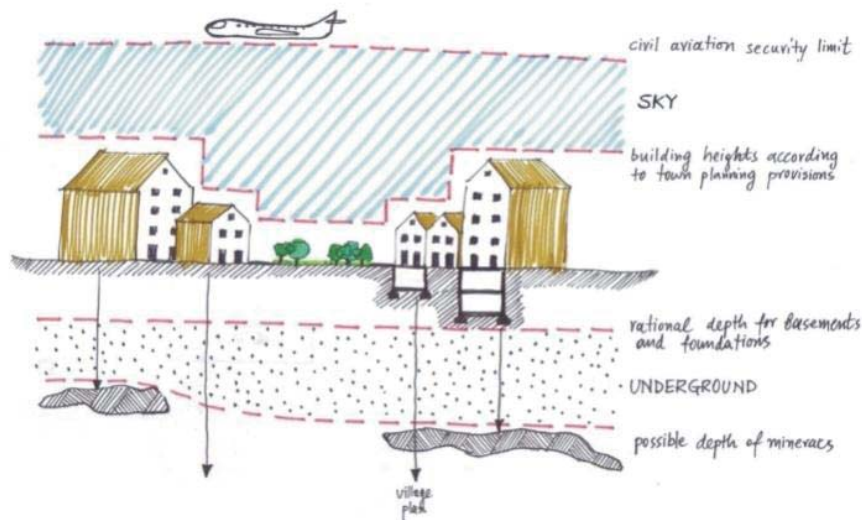 civil aviation security limit
SKY
building heights according
to town planning provisions
rational depth for basements
and foundations
UNDERGROUND
possible depth of mineracs
village
plan